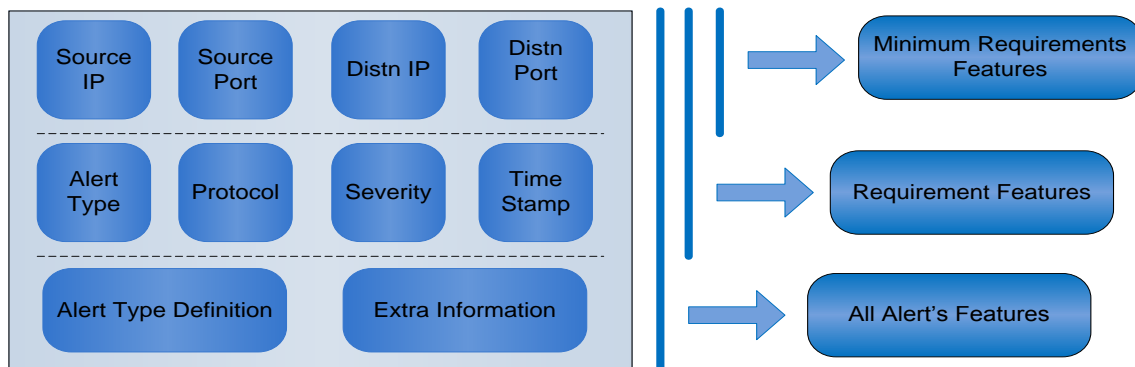 Source
IP
Source
Port
Distn IP
Distn
Port
Minimum Requirements
Features
Alert
Type
Protocol
Severity
Time
Stamp
Requirement Features
Alert Type Definition
Extra Information
All Alert's Features